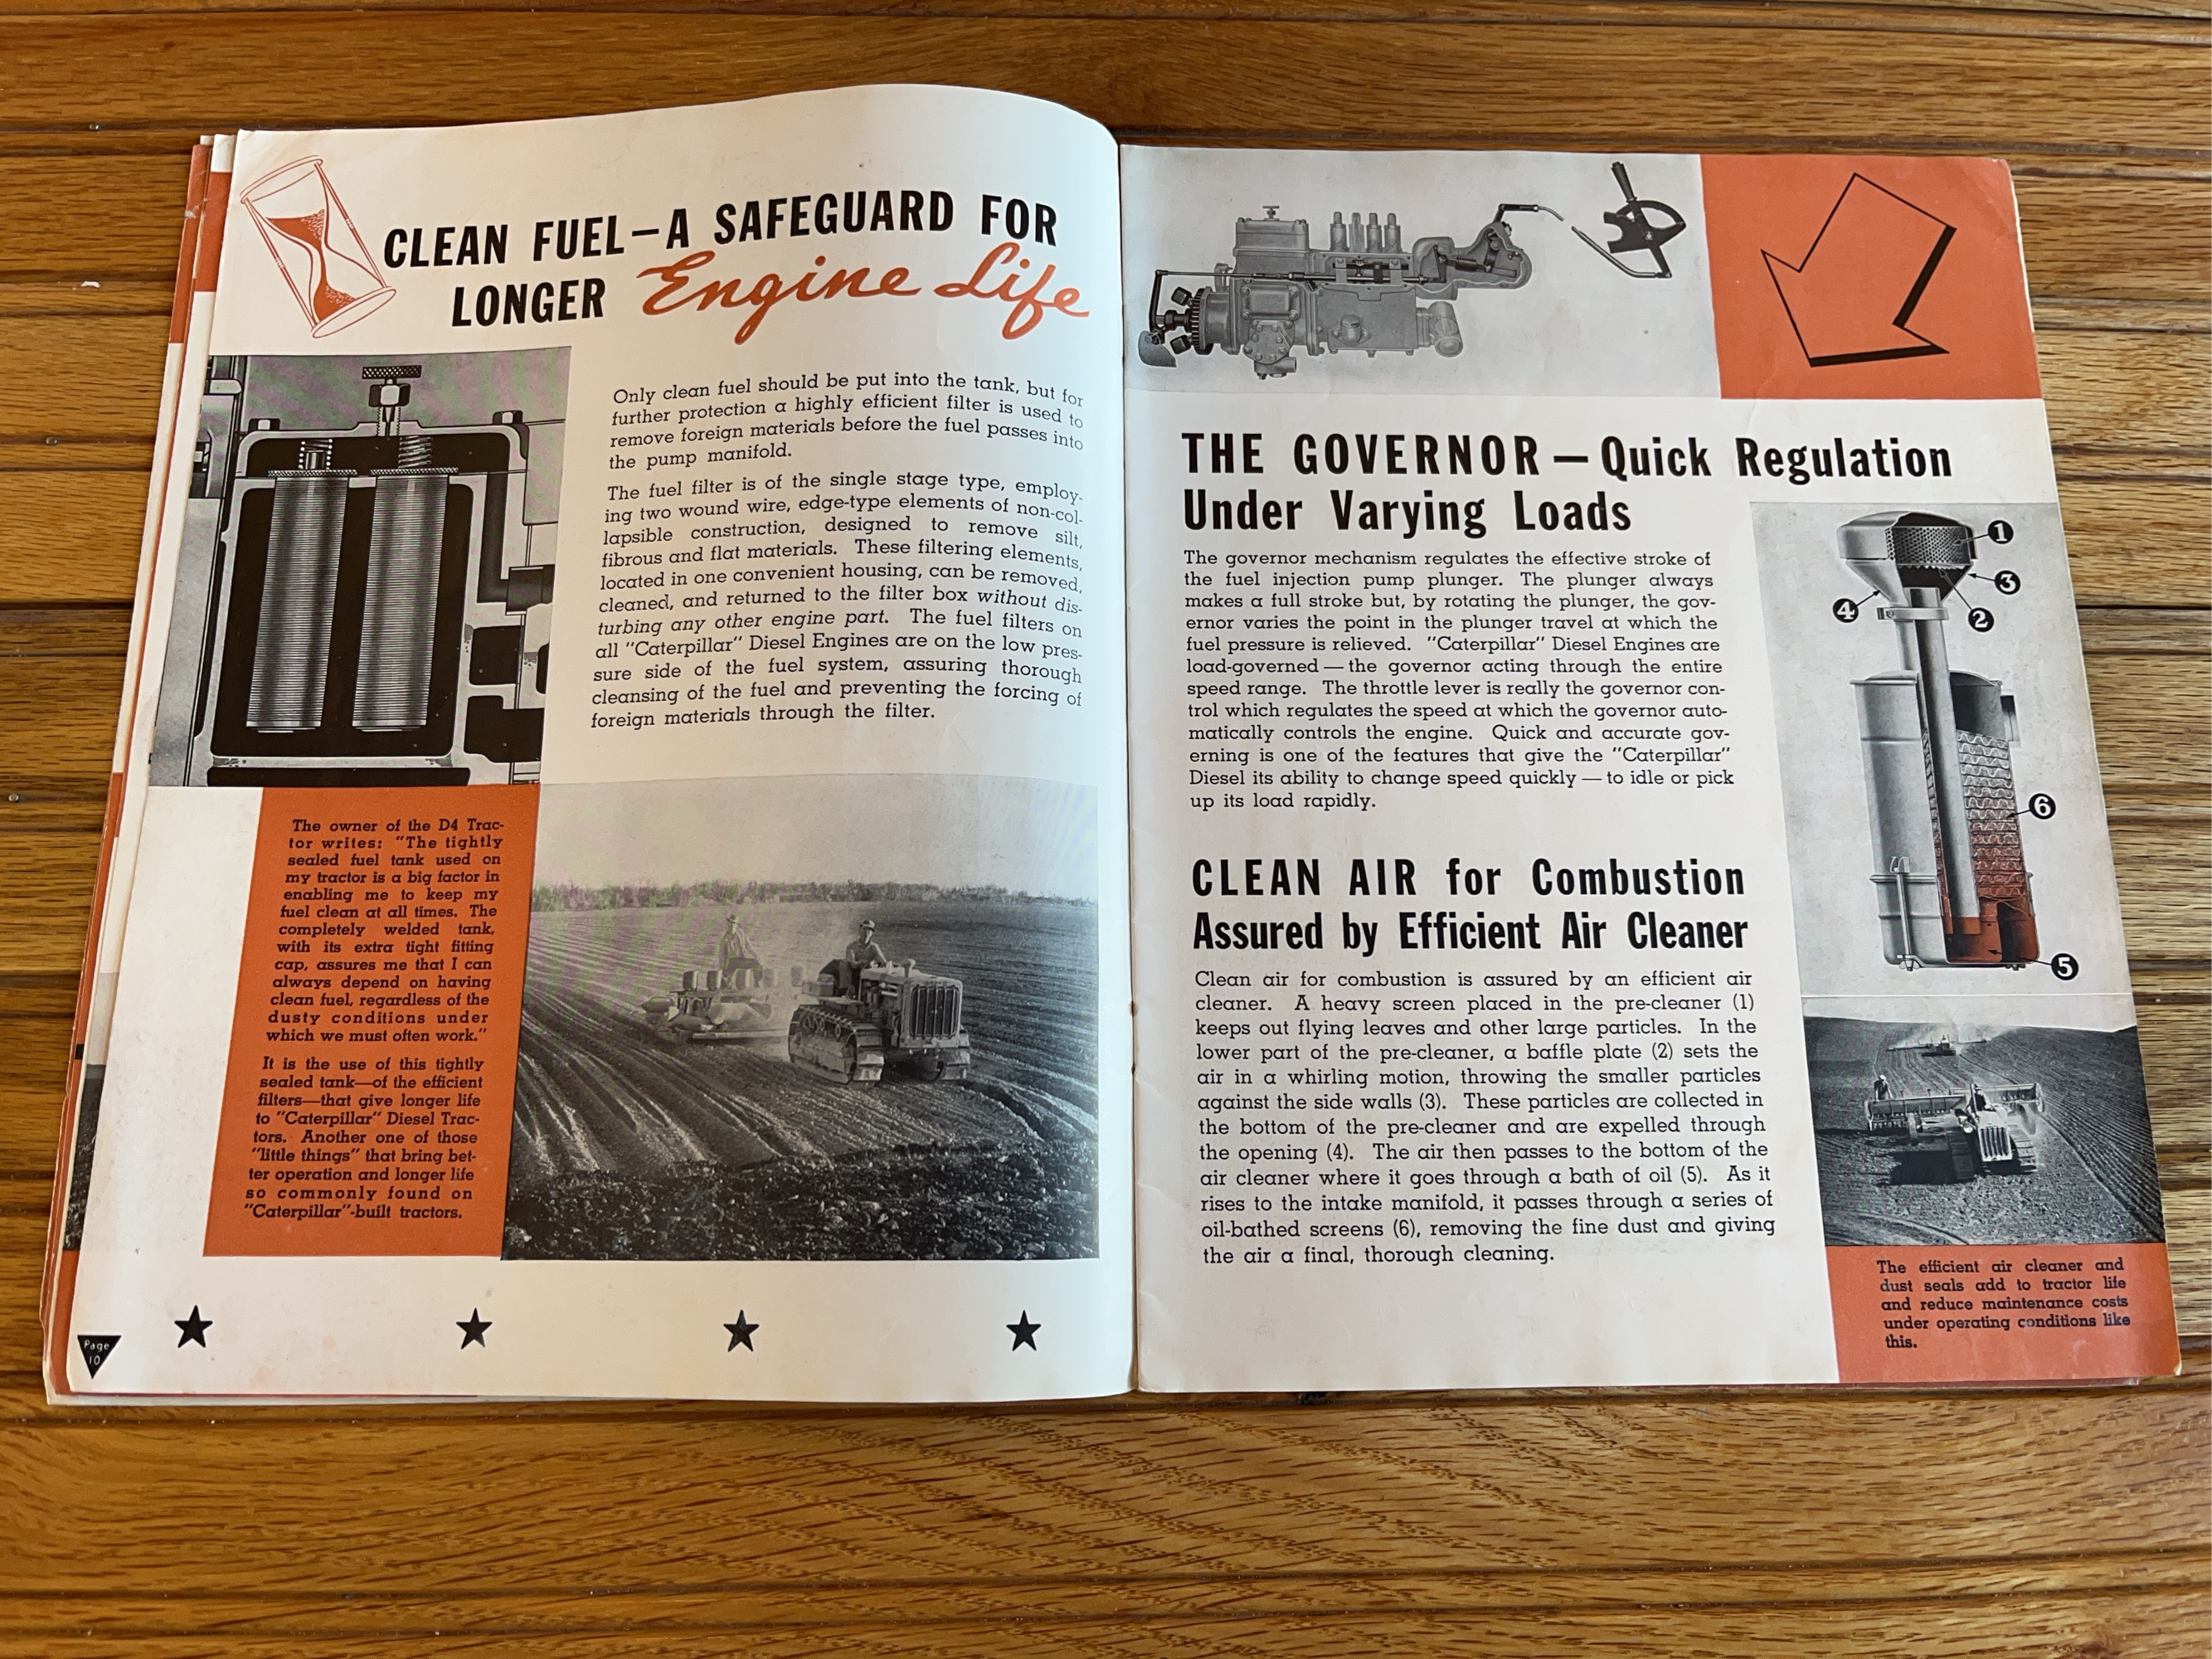 CLEAN FUEL—A SAFEGUARD FOR
LONGER Engine Life
Only clean fuel should be put into the tank, but for
further protection a highly efficient filter is used to
remove foreign materials before the fuel passes into
the pump manifold.
The fuel filter is of the single stage type, employ-
ing two wound wire, edge-type elements of non-col-
lapsible construction, designed to remove silt,
fibrous and flat materials. These filtering elements,
located in one convenient housing, can be removed,
cleaned, and returned to the filter box without dis-
turbing any other engine part. The fuel filters on
all "Caterpillar" Diesel Engines are on the low pres-
sure side of the fuel system, assuring thorough
cleansing of the fuel and preventing the forcing of
foreign materials through the filter.
The owner of the D4 Trac-
tor writes: "The tightly
sealed fuel tank used on
my tractor is a big factor in
enabling me to keep my
fuel clean at all times. The
completely welded tank,
with its extra tight fitting
cap, assures me that I can
always depend on having
clean fuel, regardless of the
dusty conditions under
which we must often work."
It is the use of this tightly
sealed tank—of the efficient
filters—that give longer life
to "Caterpillar" Diesel Trac-
tors. Another one of those
"little things" that bring bet-
ter operation and longer life
so commonly found on
"Caterpillar"-built tractors.
Page
10
THE GOVERNOR — Quick Regulation
Under Varying Loads
The governor mechanism regulates the effective stroke of
the fuel injection pump plunger. The plunger always
makes a full stroke but, by rotating the plunger, the gov-
ernor varies the point in the plunger travel at which the
fuel pressure is relieved. "Caterpillar" Diesel Engines are
load-governed — the governor acting through the entire
speed range. The throttle lever is really the governor con-
trol which regulates the speed at which the governor auto-
matically controls the engine. Quick and accurate gov-
erning is one of the features that give the "Caterpillar"
Diesel its ability to change speed quickly — to idle or pick
up its load rapidly.
CLEAN AIR for Combustion
Assured by Efficient Air Cleaner
Clean air for combustion is assured by an efficient air
cleaner. A heavy screen placed in the pre-cleaner (1)
keeps out flying leaves and other large particles. In the
lower part of the pre-cleaner, a baffle plate (2) sets the
air in a whirling motion, throwing the smaller particles
against the side walls (3). These particles are collected in
the bottom of the pre-cleaner and are expelled through
the opening (4). The air then passes to the bottom of the
air cleaner where it goes through a bath of oil (5). As it
rises to the intake manifold, it passes through a series of
oil-bathed screens (6), removing the fine dust and giving
the air a final, thorough cleaning.
1
3
4
2
6
5
The efficient air cleaner and
dust seals add to tractor life
and reduce maintenance costs
under operating conditions like
this.